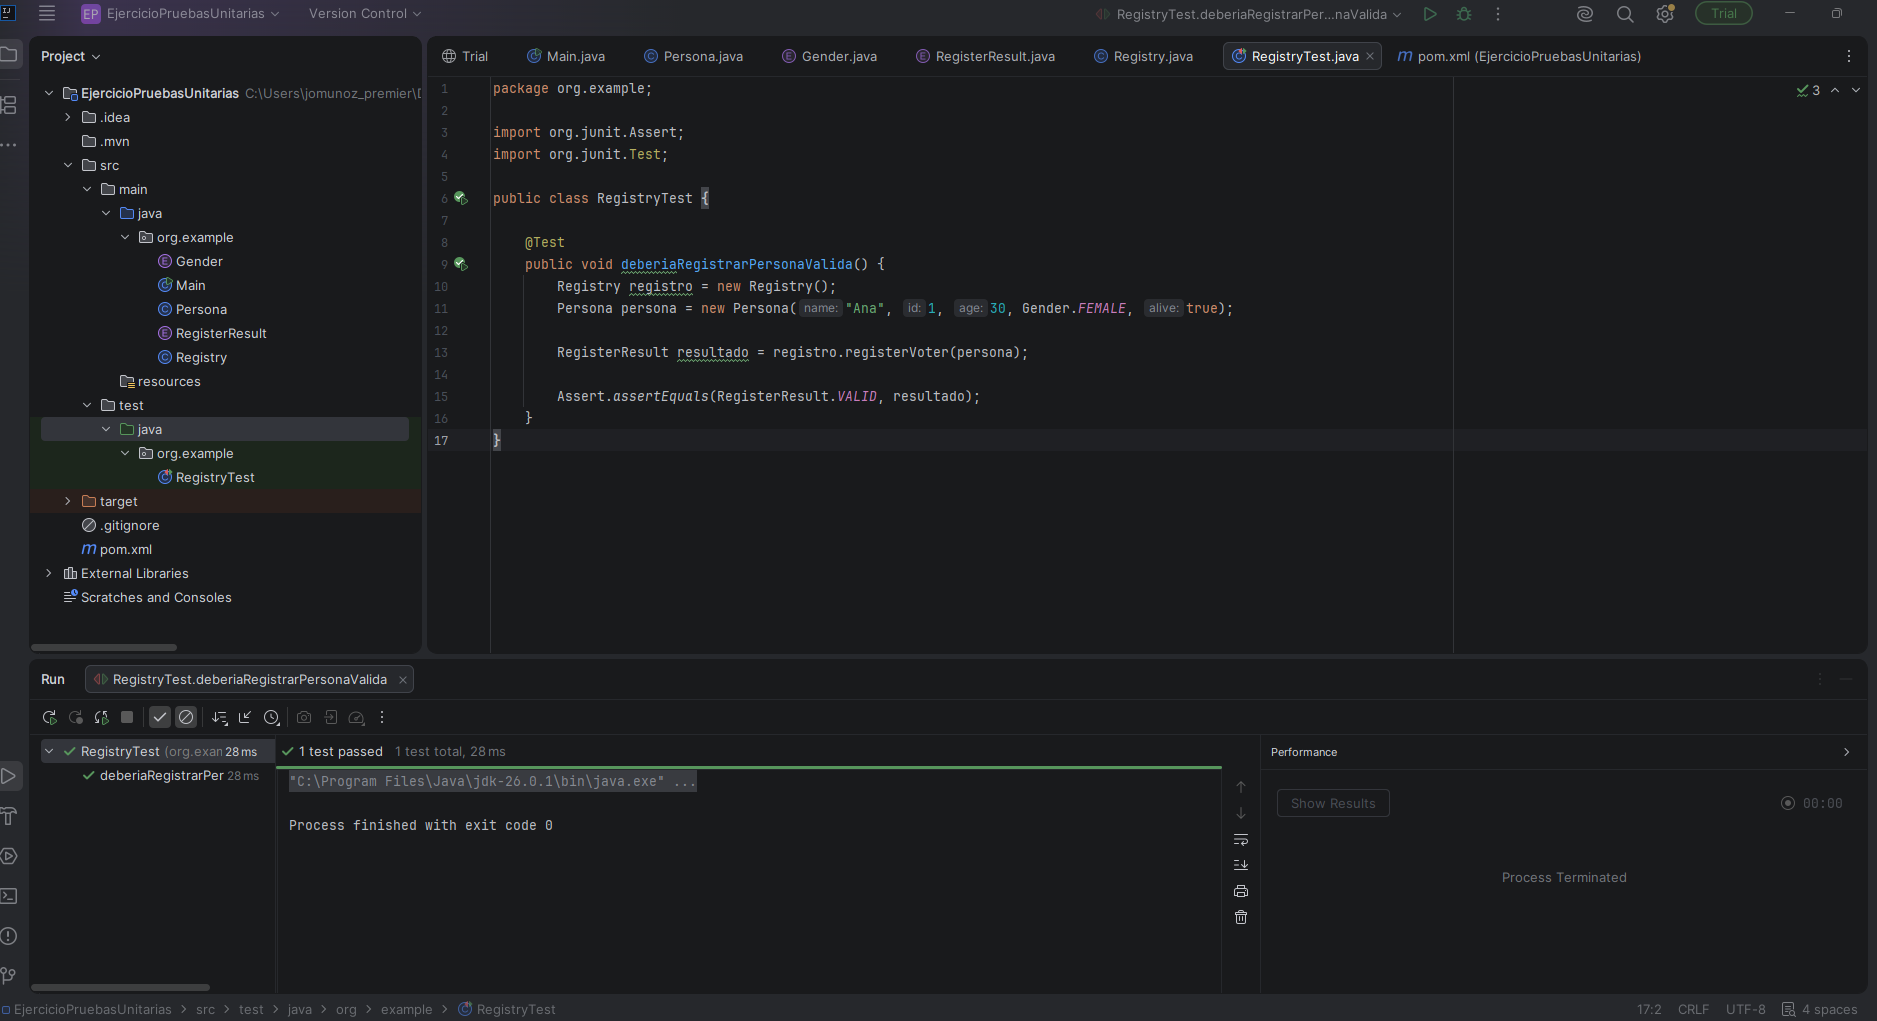 EP EjercicioPruebasUnitarias Version Control RegistryTest.deberiaRegistrarPer...naValida Trial
Project
EjercicioPruebasUnitarias C:\Users\jomunoz_premier\D
.idea
.mvn
src
main
java
org.example
Gender
Main
Persona
RegisterResult
Registry
resources
test
java
org.example
RegistryTest
target
.gitignore
pom.xml
External Libraries
Scratches and Consoles
Trial Main.java Persona.java Gender.java RegisterResult.java Registry.java RegistryTest.java pom.xml (EjercicioPruebasUnitarias)
3
1 package org.example;
2
3 import org.junit.Assert;
4 import org.junit.Test;
5
6 public class RegistryTest {
7
8 @Test
9 public void deberiaRegistrarPersonaValida() {
10 Registry registro = new Registry();
11 Persona persona = new Persona( name: "Ana", id: 1, age: 30, Gender.FEMALE, alive: true);
12
13 RegisterResult resultado = registro.registerVoter(persona);
14
15 Assert.assertEquals(RegisterResult.VALID, resultado);
16 }
17 }
Run RegistryTest.deberiaRegistrarPersonaValida
RegistryTest (org.exam 28 ms
deberiaRegistrarPer 28 ms
1 test passed 1 test total, 28 ms
"C:\Program Files\Java\jdk-26.0.1\bin\java.exe" ...
Process finished with exit code 0
Performance
Show Results 00:00
Process Terminated
EjercicioPruebasUnitarias > src > test > java > org > example > RegistryTest 17:2 CRLF UTF-8 4 spaces